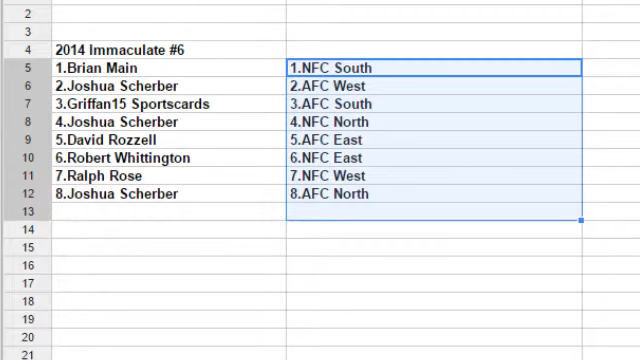 2
3
4 2014 Immaculate #6
5 1.Brian Main 1.NFC South
6 2.Joshua Scherber 2.AFC West
7 3.Griffan15 Sportscards 3.AFC South
8 4.Joshua Scherber 4.NFC North
9 5.David Rozzell 5.AFC East
10 6.Robert Whittington 6.NFC East
11 7.Ralph Rose 7.NFC West
12 8.Joshua Scherber 8.AFC North
13
14
15
16
17
18
19
20
21